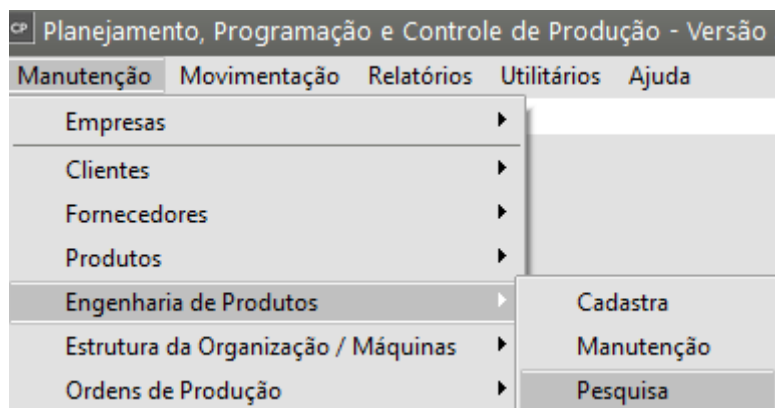 CP Planejamento, Programação e Controle de Produção - Versão
Manutenção Movimentação Relatórios Utilitários Ajuda
Empresas
Clientes
Fornecedores
Produtos
Engenharia de Produtos Cadastra
Estrutura da Organização / Máquinas Manutenção
Ordens de Produção Pesquisa